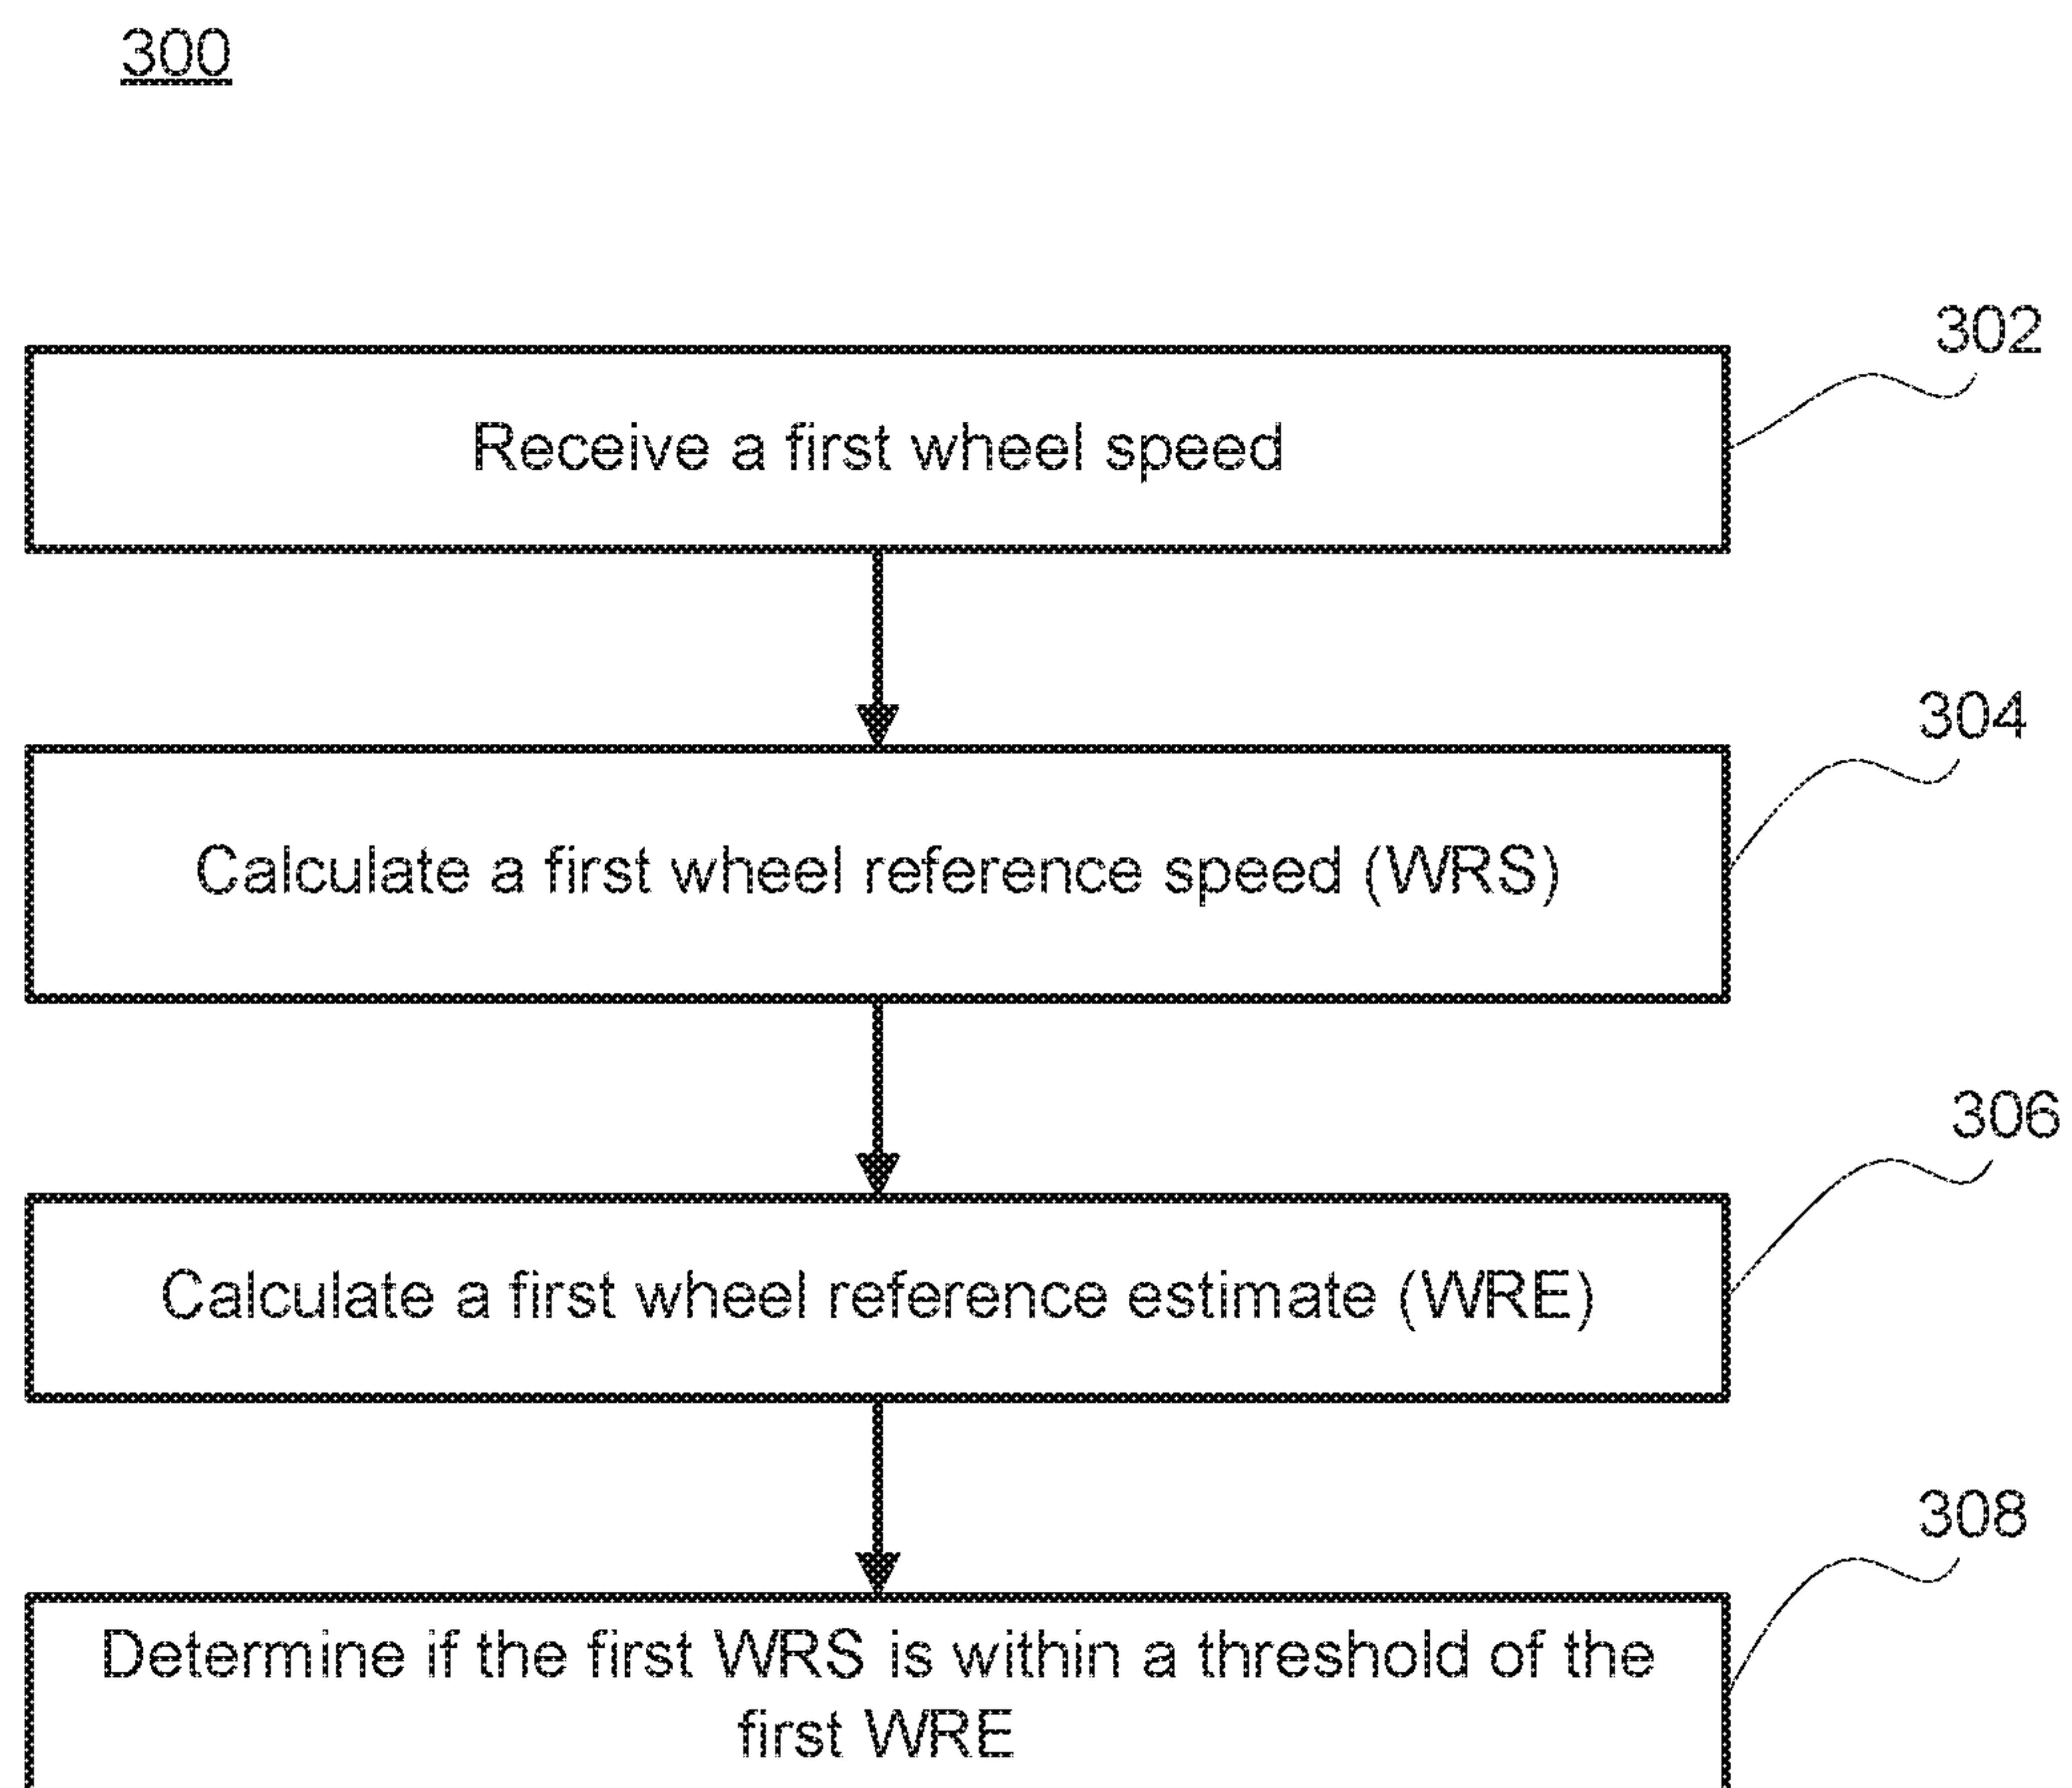 300
302
Receive a first wheel speed
304
Calculate a first wheel reference speed (WRS)
306
Calculate a first wheel reference estimate (WRE)
308
Determine if the first WRS is within a threshold of the
first WRE